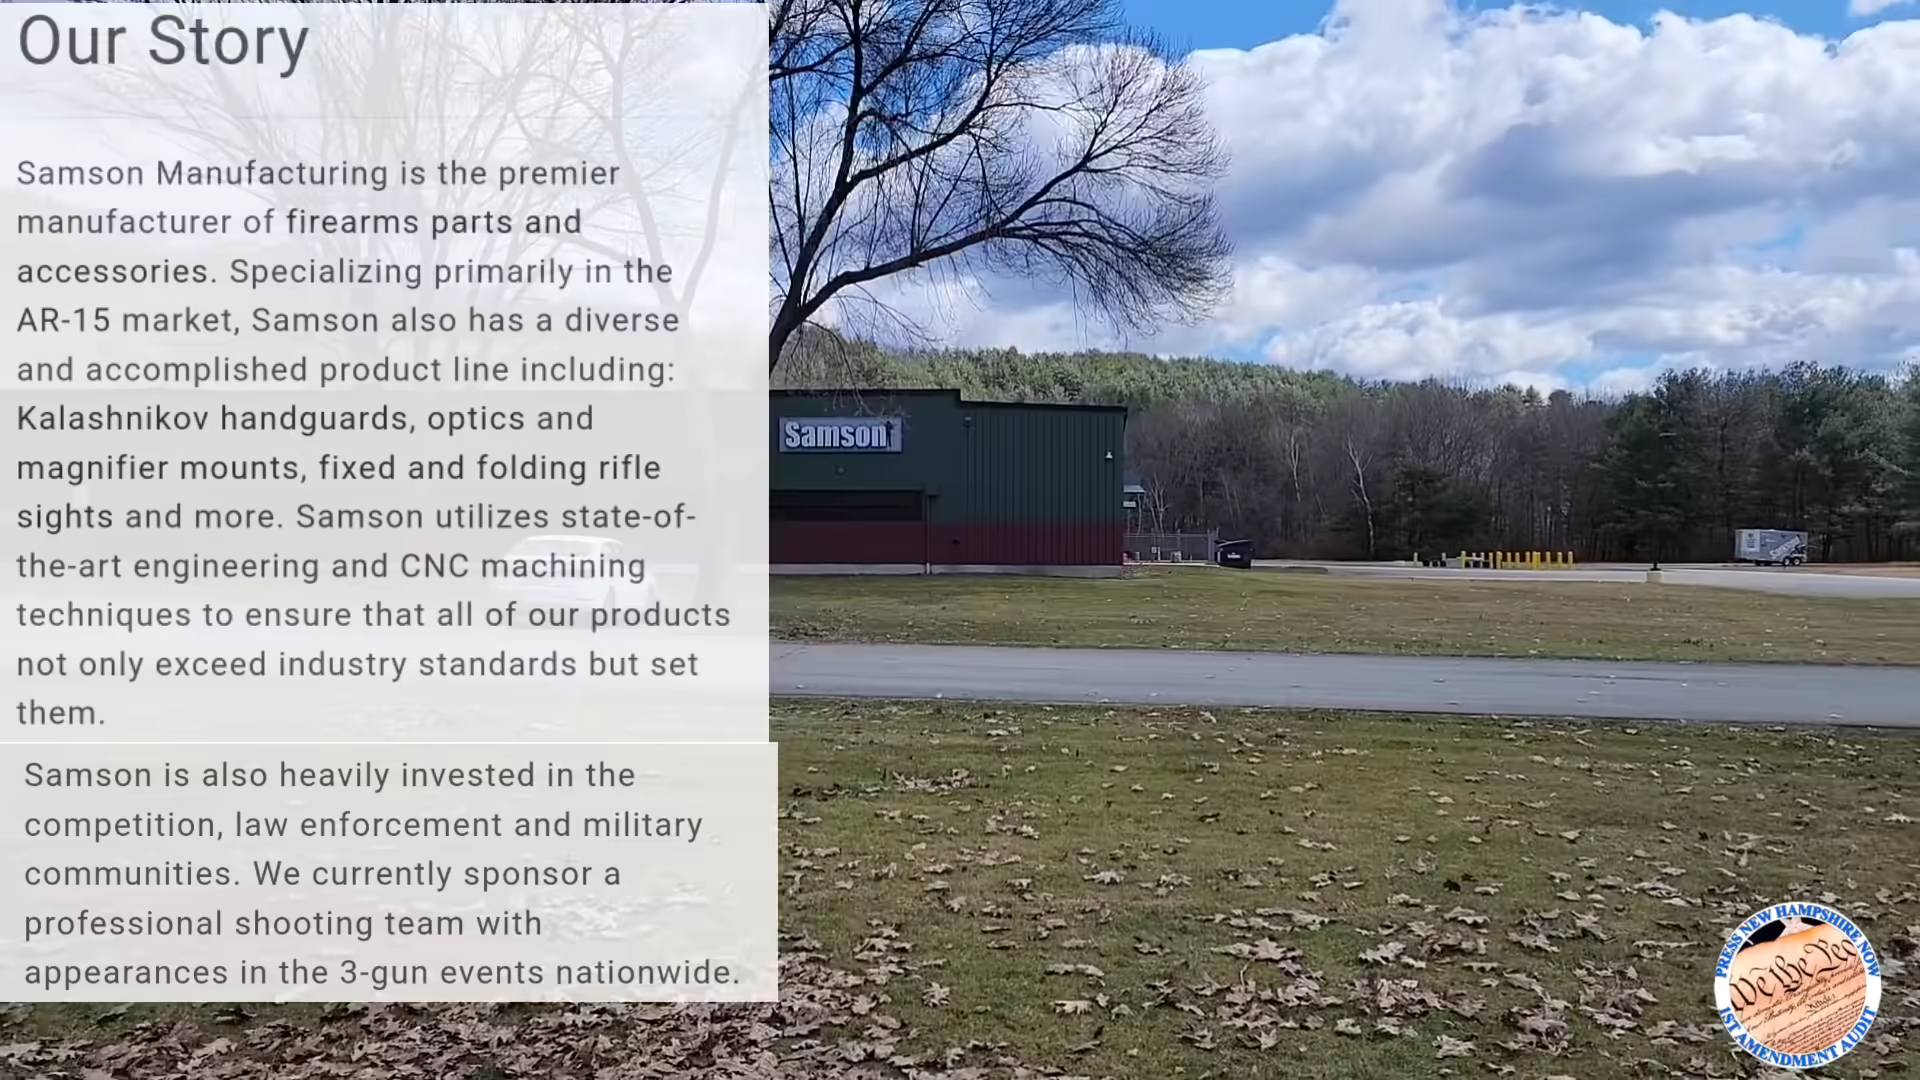 Our Story
Samson Manufacturing is the premier
manufacturer of firearms parts and
accessories. Specializing primarily in the
AR-15 market, Samson also has a diverse
and accomplished product line including:
Kalashnikov handguards, optics and
magnifier mounts, fixed and folding rifle
sights and more. Samson utilizes state-of-
the-art engineering and CNC machining
techniques to ensure that all of our products
not only exceed industry standards but set
them.
Samson is also heavily invested in the
competition, law enforcement and military
communities. We currently sponsor a
professional shooting team with
appearances in the 3-gun events nationwide.
Samson
PRESS NEW HAMPSHIRE NOW
We The Peo
1ST AMENDMENT AUDIT